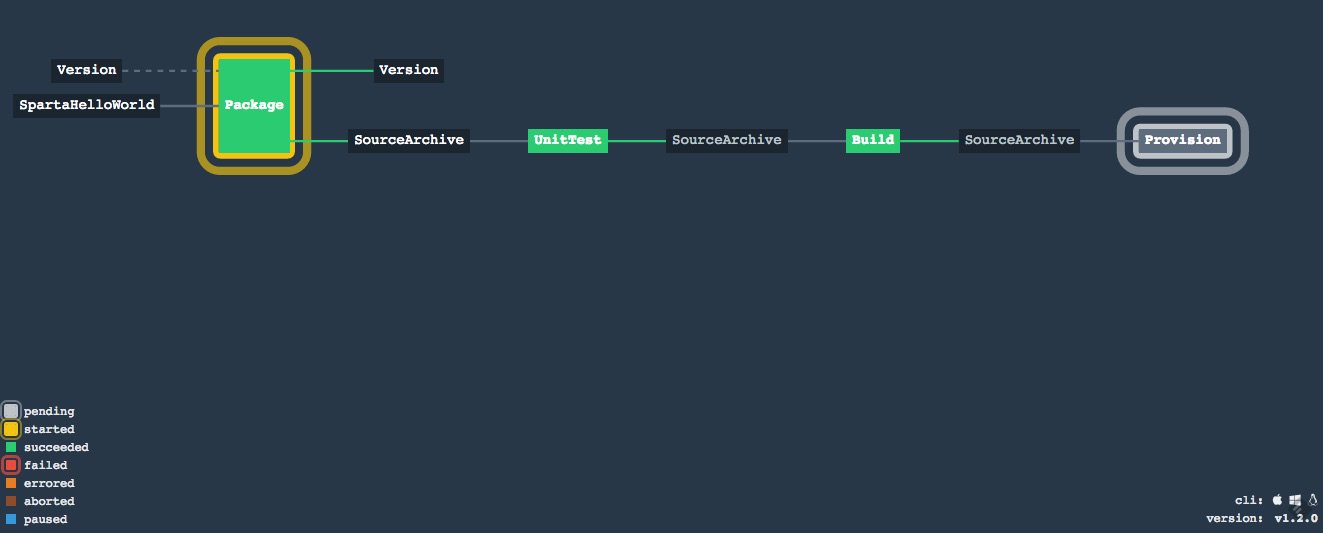 Version
Version
SpartaHelloWorld
Package
SourceArchive
UnitTest
SourceArchive
Build
SourceArchive
Provision
pending
started
succeeded
failed
errored
aborted
paused
cli:
version: v1.2.0